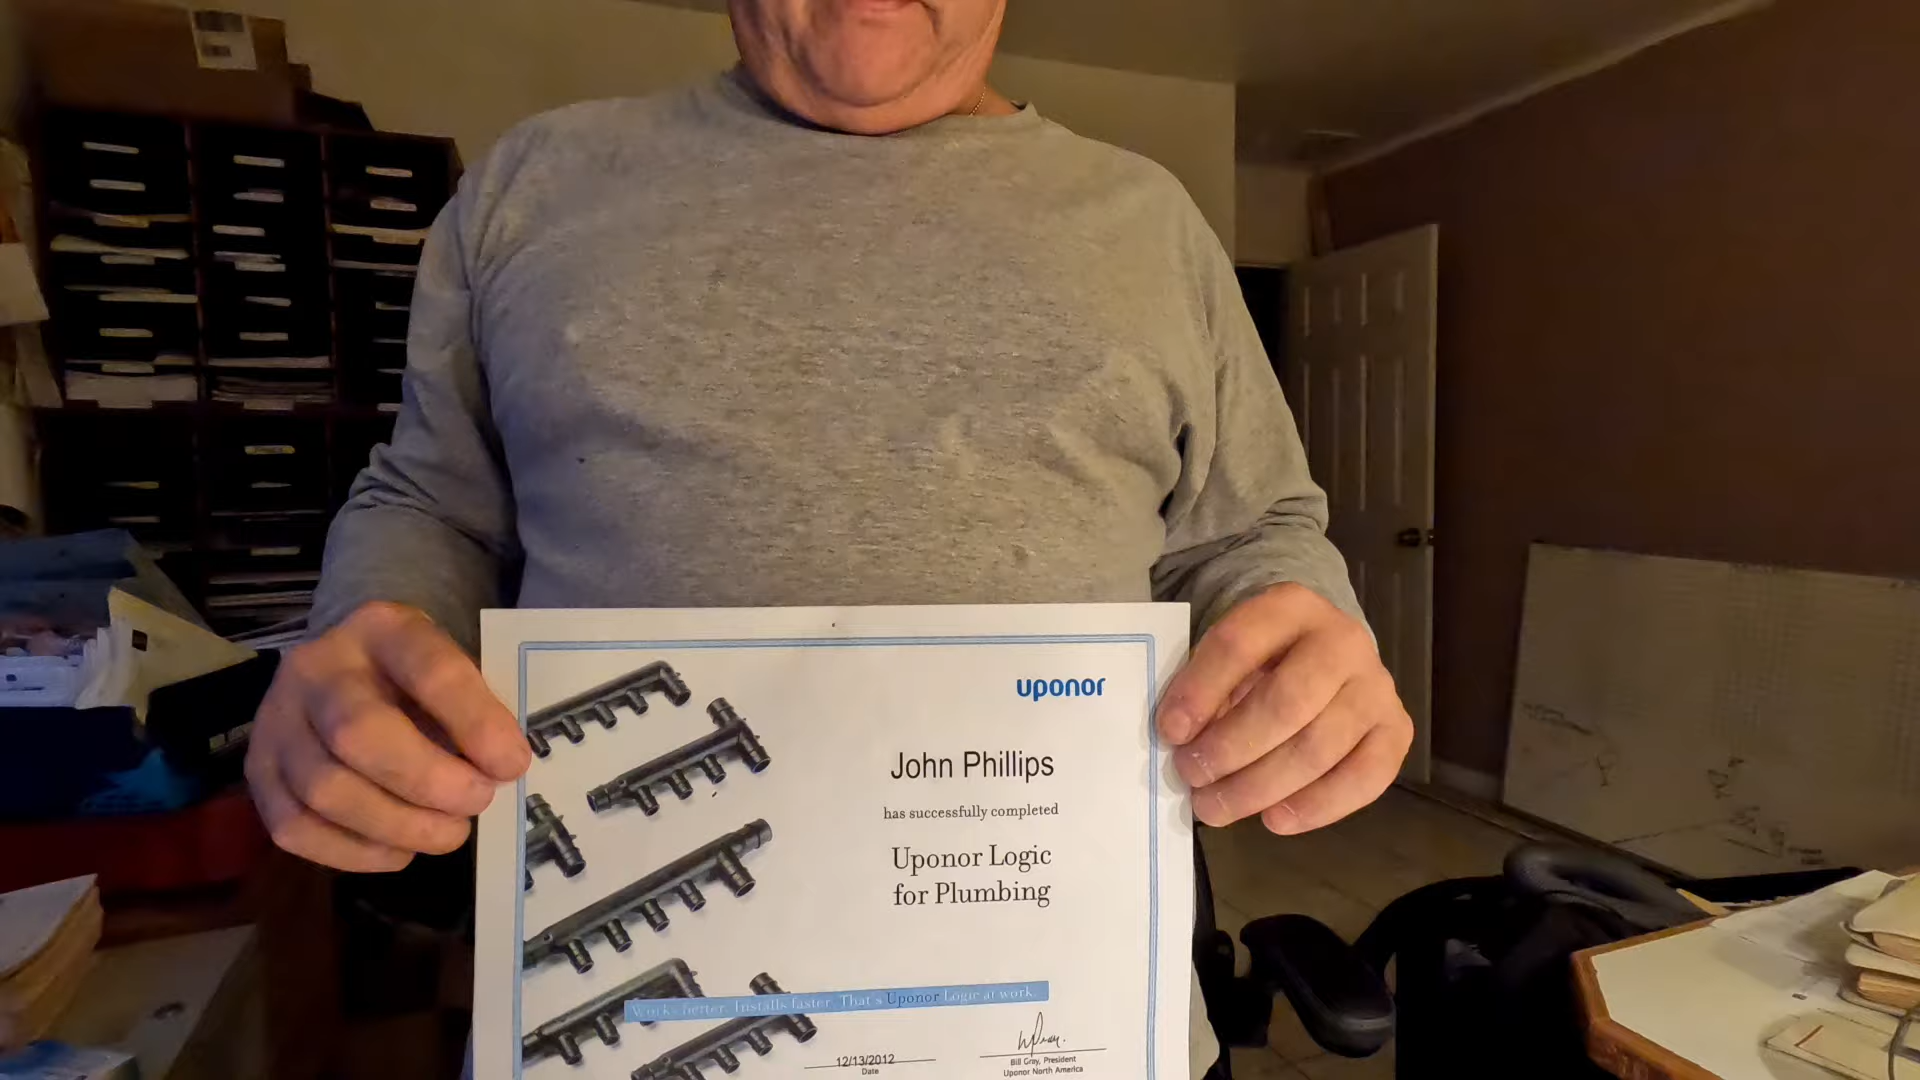 uponor
John Phillips
has successfully completed
Uponor Logic
for Plumbing
Works better. Installs faster. That's Uponor Logic at work.
12/13/2012
Date
Bill Gray, President
Uponor North America